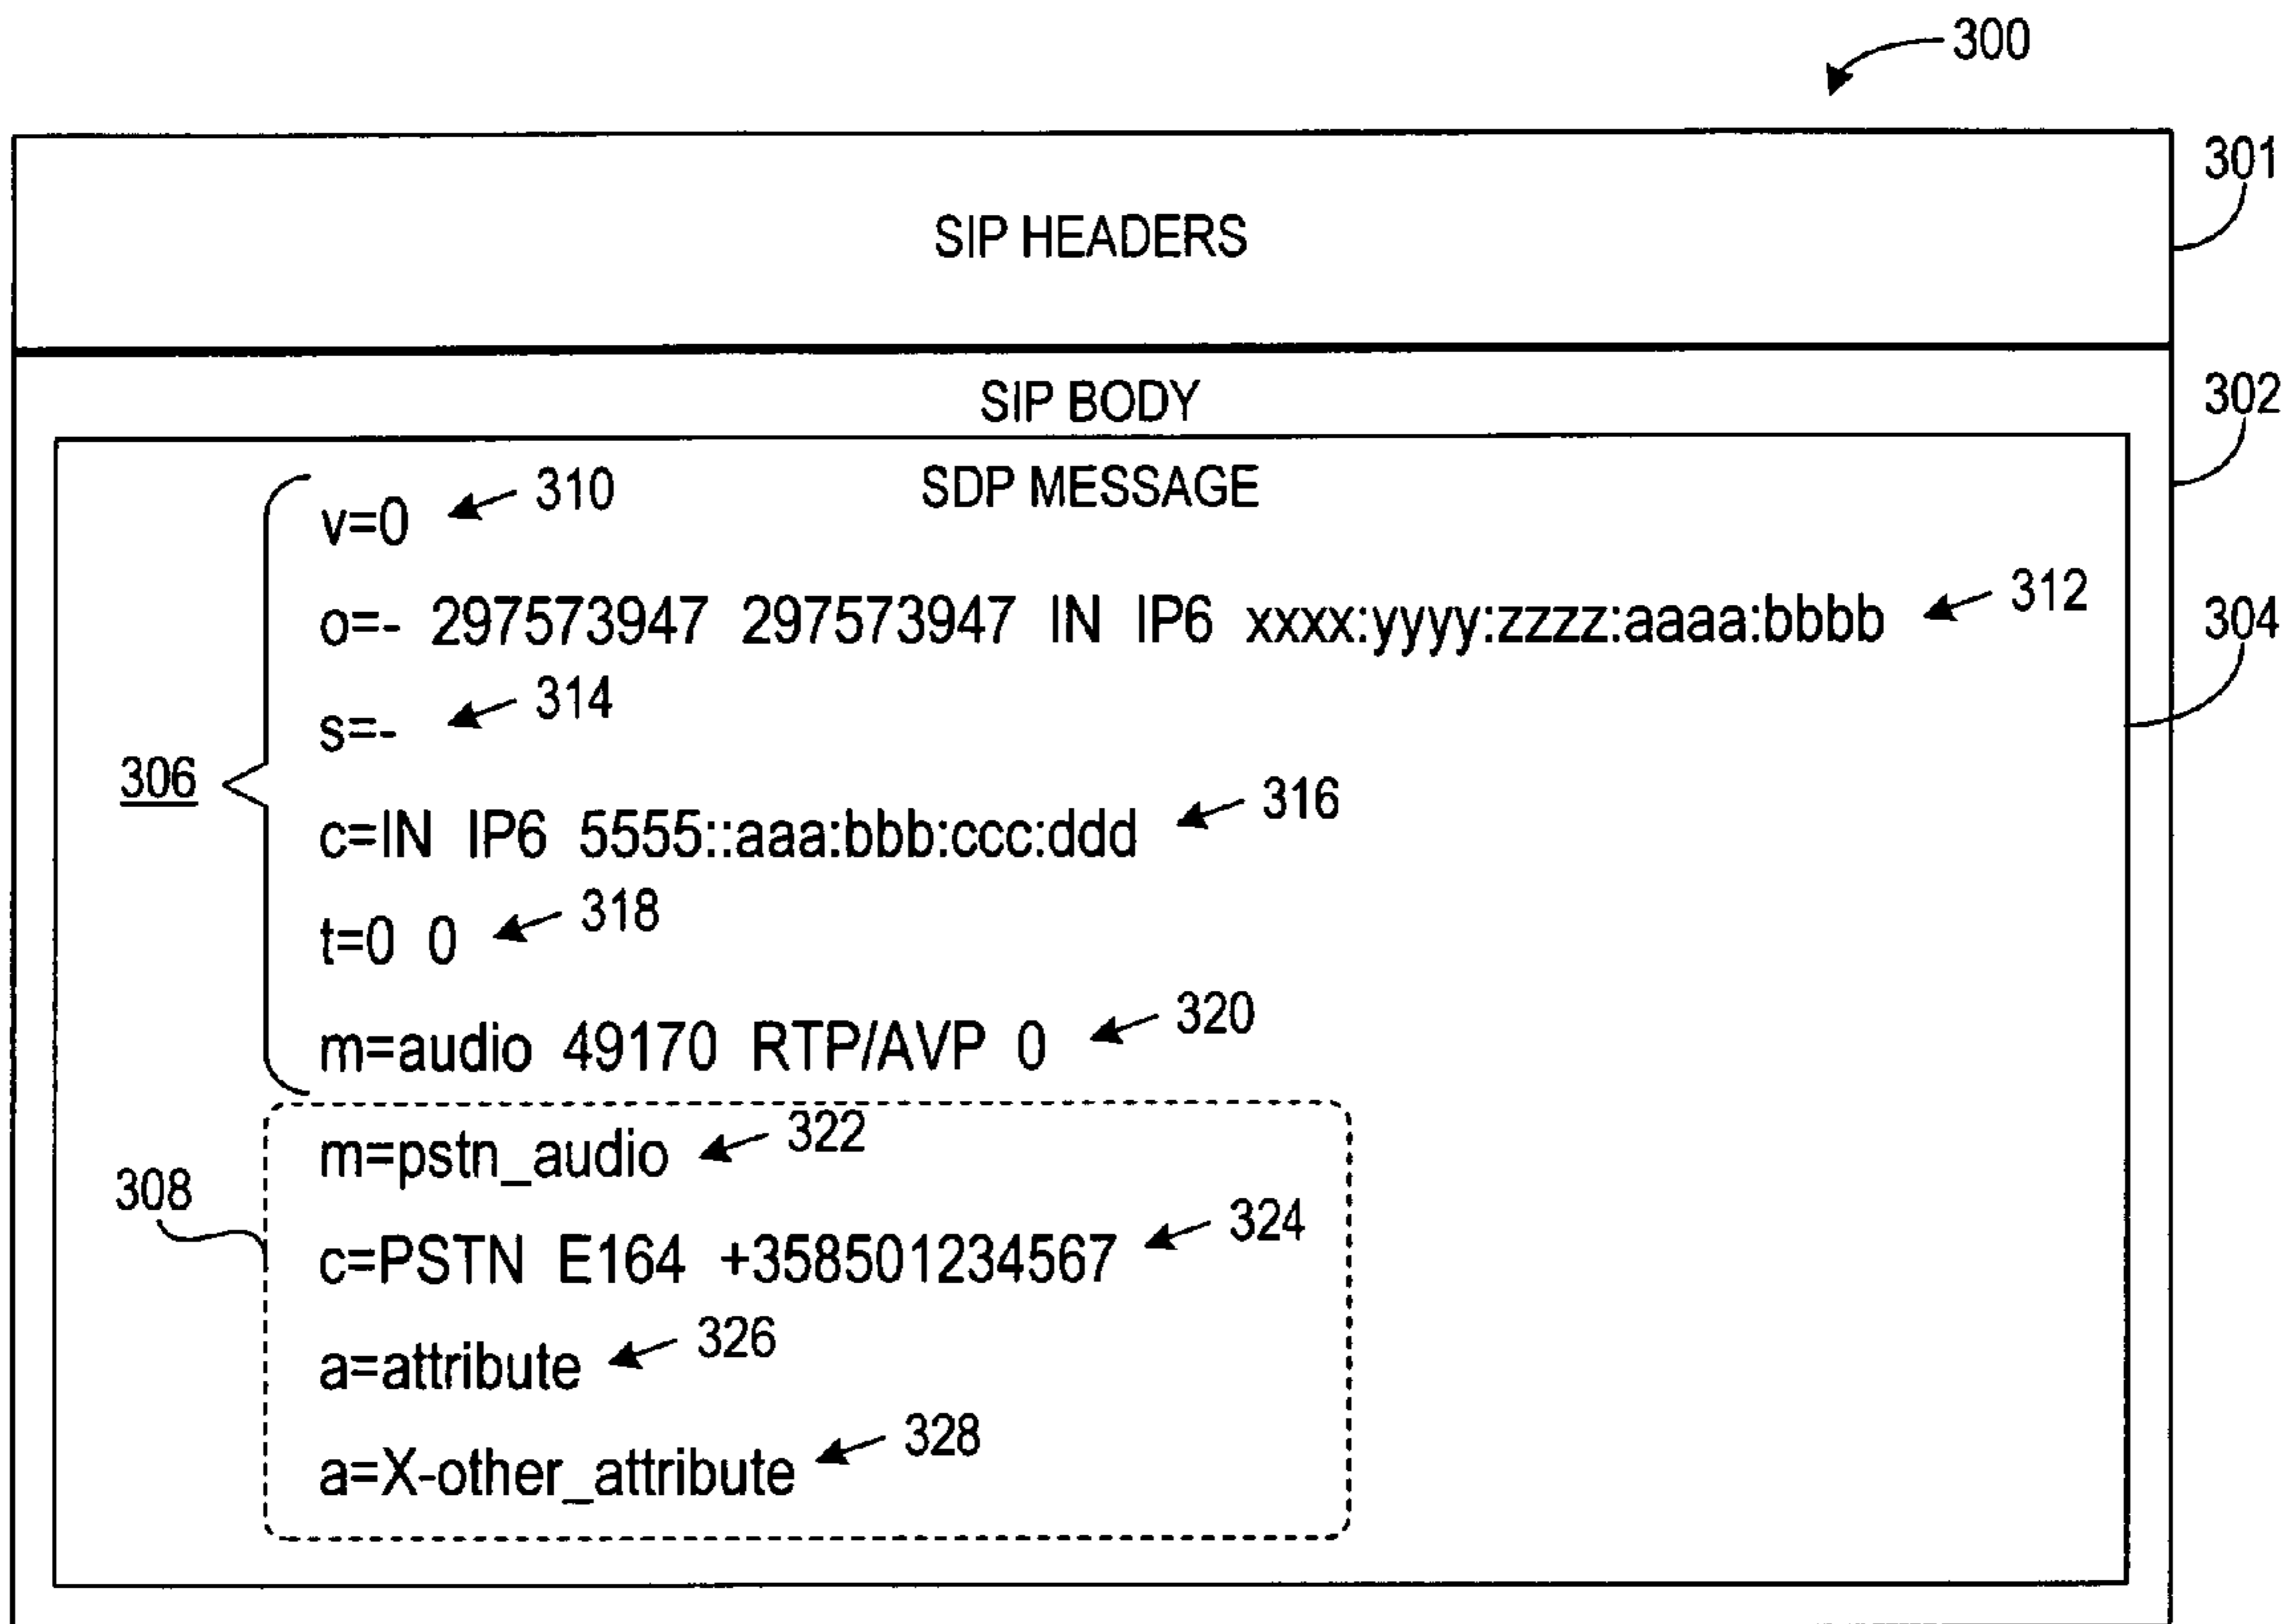 300
301
SIP HEADERS
302
SIP BODY
SDP MESSAGE
304
306
v=0 310
o=- 297573947 297573947 IN IP6 xxxx:yyyy:zzzz:aaaa:bbbb 312
s=- 314
c=IN IP6 5555::aaa:bbb:ccc:ddd 316
t=0 0 318
m=audio 49170 RTP/AVP 0 320
308
m=pstn_audio 322
c=PSTN E164 +358501234567 324
a=attribute 326
a=X-other_attribute 328